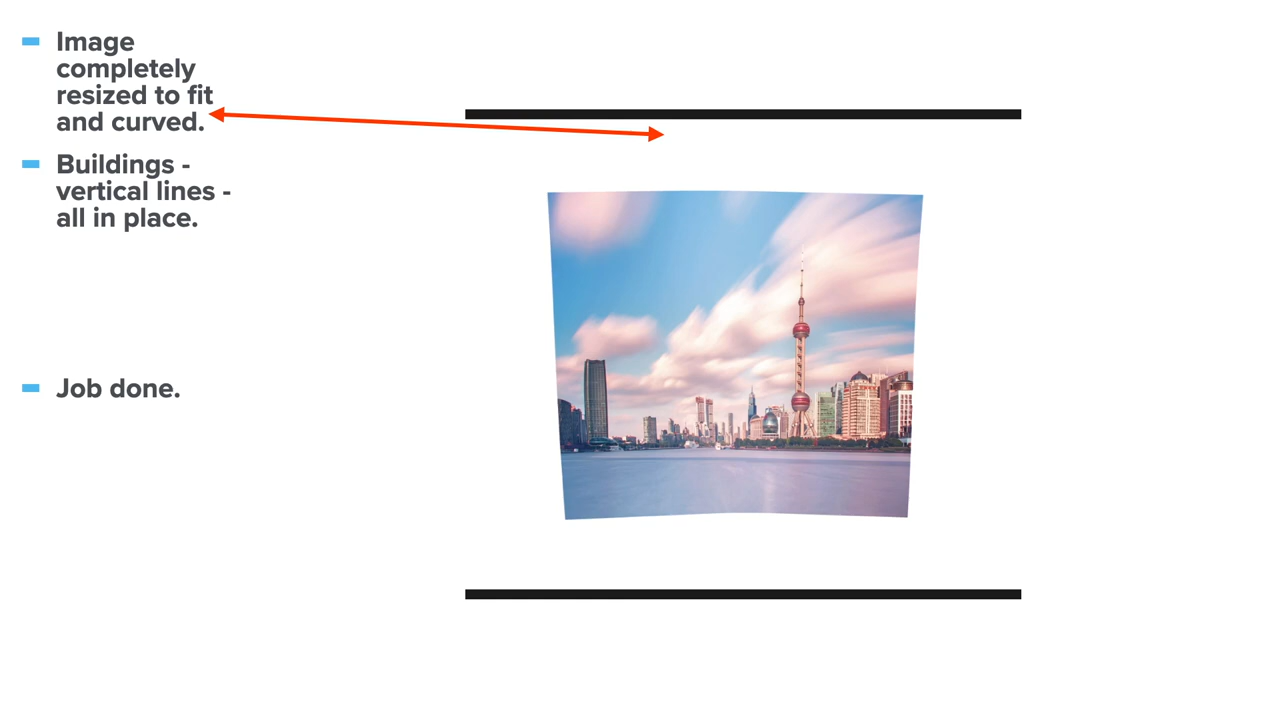 Image
completely
resized to fit
and curved.
Buildings -
vertical lines -
all in place.
Job done.